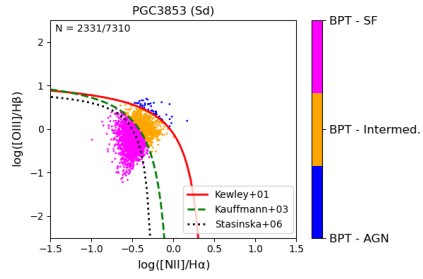 PGC3853 (Sd)
N = 2331/7310
log([OIII]/Hβ)
2
1
0
−1
−2
−1.5
−1.0
−0.5
0.0
0.5
1.0
1.5
log([NII]/Hα)
Kewley+01
Kauffmann+03
Stasinska+06
BPT - SF
BPT - Intermed.
BPT - AGN